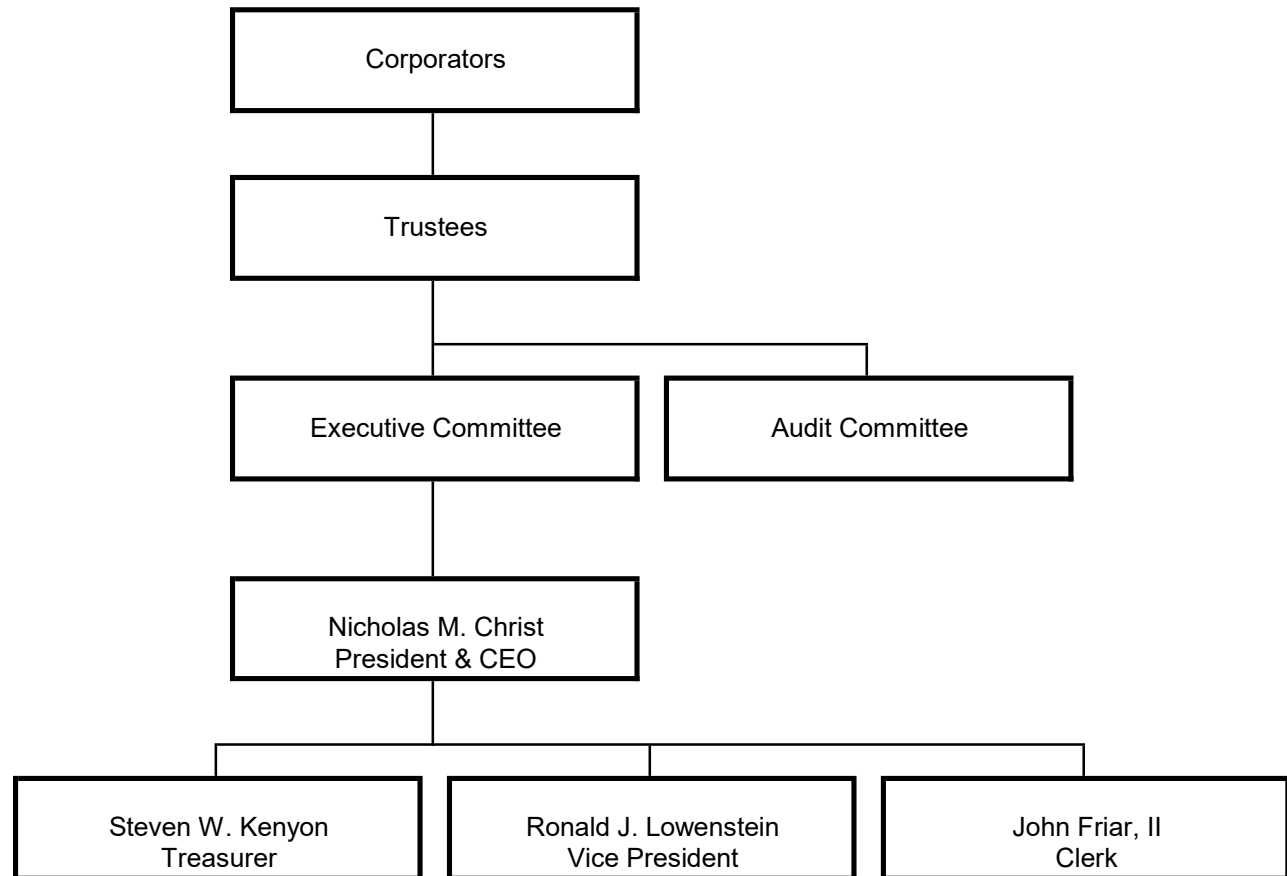 Corporators
Trustees
Executive Committee
Audit Committee
Nicholas M. Christ
President & CEO
Steven W. Kenyon
Treasurer
Ronald J. Lowenstein
Vice President
John Friar, II
Clerk